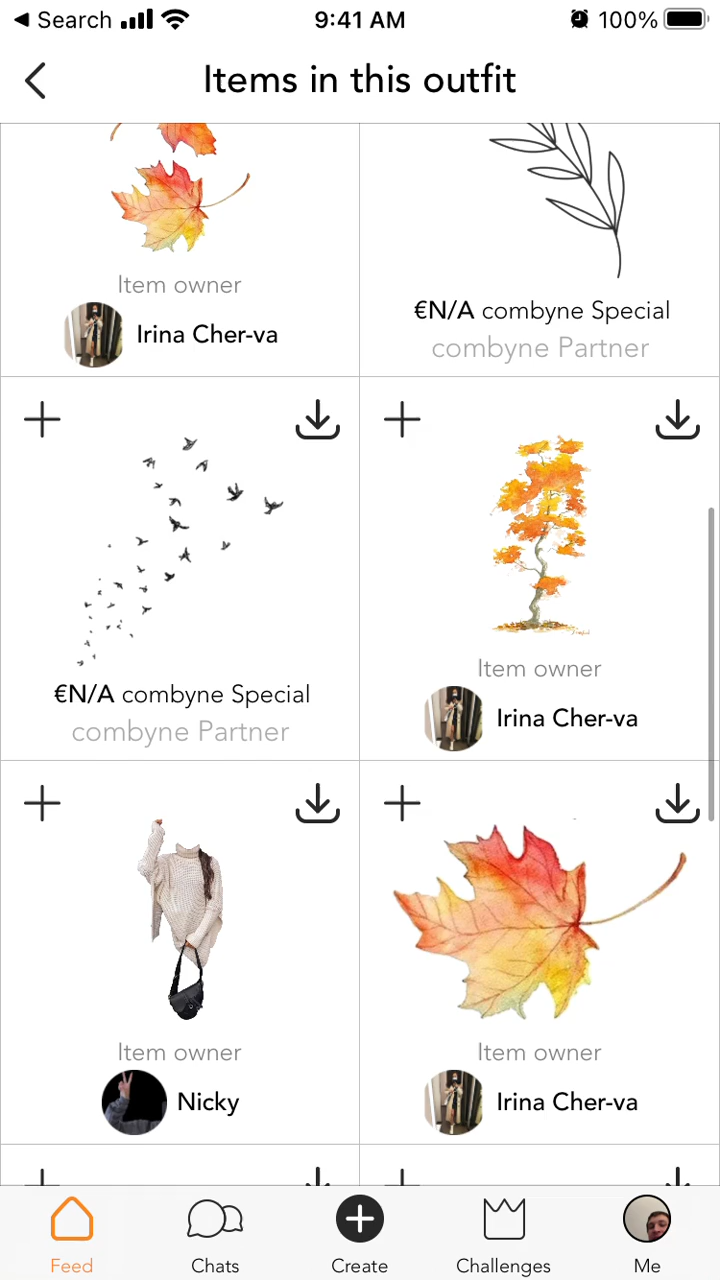 Search
9:41 AM
100%
Items in this outfit
Item owner
Irina Cher-va
€N/A combyne Special
combyne Partner
€N/A combyne Special
combyne Partner
Item owner
Irina Cher-va
Item owner
Nicky
Item owner
Irina Cher-va
Feed
Chats
Create
Challenges
Me